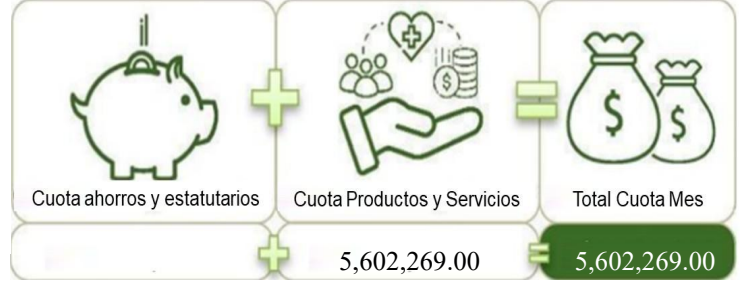 Cuota ahorros y estatutarios
Cuota Productos y Servicios
Total Cuota Mes
5,602,269.00
5,602,269.00